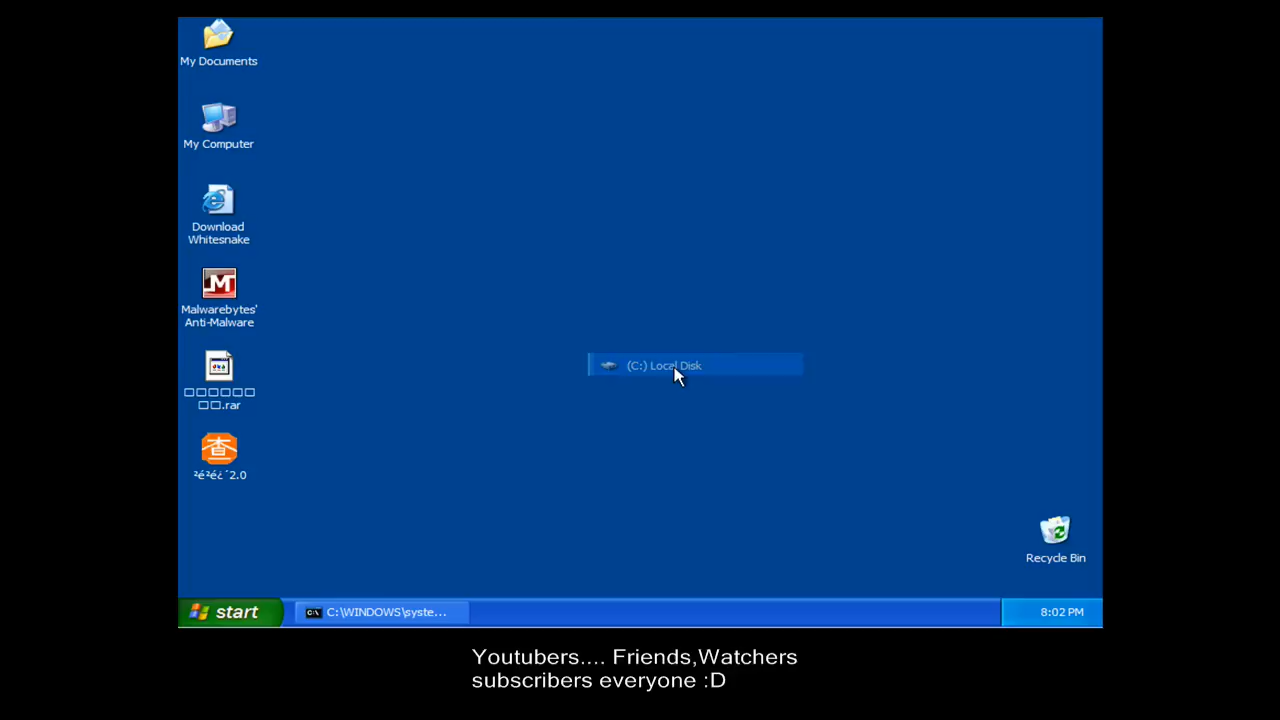 My Documents
My Computer
Download
Whitesnake
Malwarebytes'
Anti-Malware
□□□□□□
□□.rar
查
²é²é¿´2.0
(C:) Local Disk
Recycle Bin
start
C:\WINDOWS\syste...
8:02 PM
Youtubers.... Friends,Watchers
subscribers everyone :D